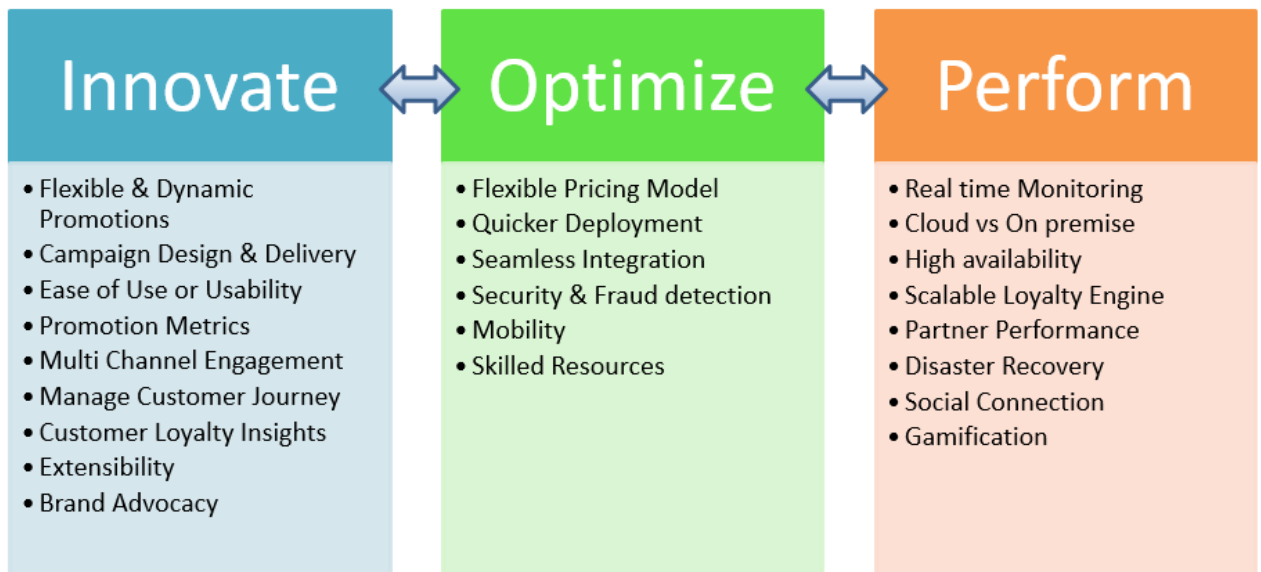 Innovate
• Flexible & Dynamic
Promotions
• Campaign Design & Delivery
• Ease of Use or Usability
• Promotion Metrics
• Multi Channel Engagement
• Manage Customer Journey
• Customer Loyalty Insights
• Extensibility
• Brand Advocacy
Optimize
• Flexible Pricing Model
• Quicker Deployment
• Seamless Integration
• Security & Fraud detection
• Mobility
• Skilled Resources
Perform
• Real time Monitoring
• Cloud vs On premise
• High availability
• Scalable Loyalty Engine
• Partner Performance
• Disaster Recovery
• Social Connection
• Gamification